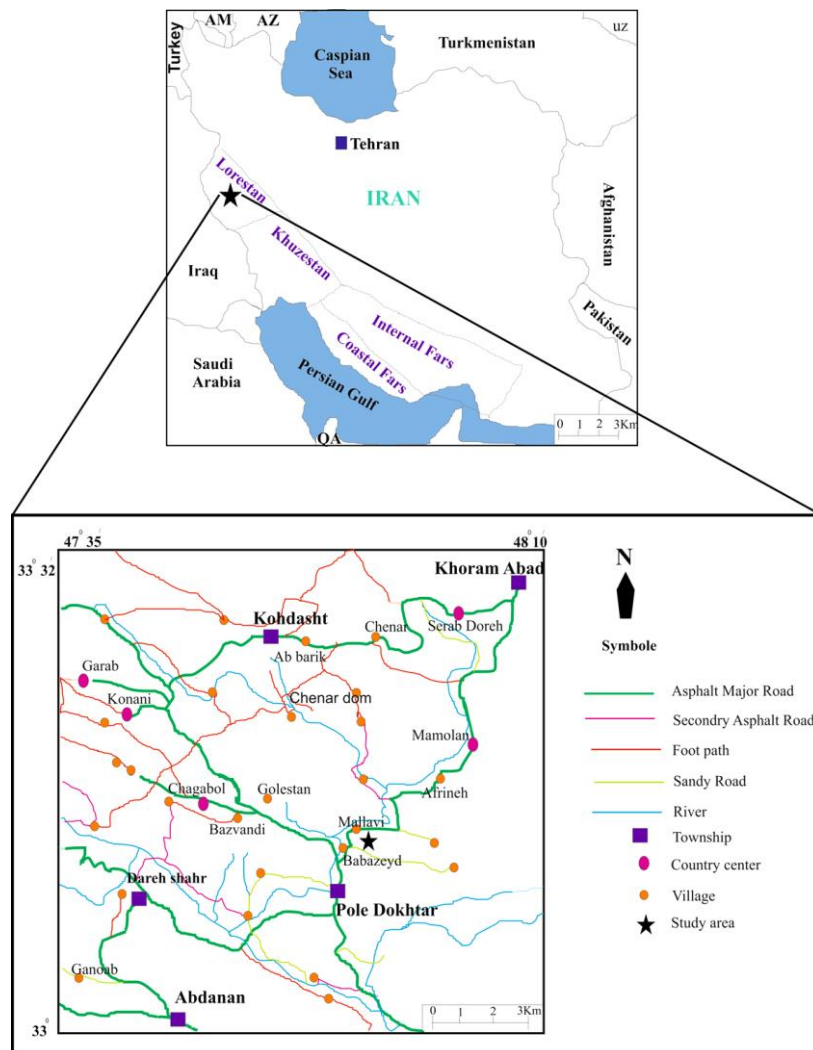 AM
AZ
uz
Turkey
Caspian
Sea
Turkmenistan
Tehran
Lorestan
IRAN
Afghanistan
Khuzestan
Iraq
Internal Fars
Pakistan
Coastal Fars
Saudi
Arabia
Persian Gulf
QA
0 1 2 3Km
47° 35'
48° 10'
33° 32'
Khoram Abad
N
Kohdasht
Chenar
Serab Doreh
Symbole
Ab barik
Garab
Asphalt Major Road
Konani
Chenar dom
Secondry Asphalt Road
Mamolan
Foot path
Afrineh
Sandy Road
Chagabol
Golestan
River
Bazvandi
Mallavi
Township
Babazeyd
Country center
Dareh shahr
Pole Dokhtar
Village
Study area
Ganoab
Abdanan
0 1 2 3Km
33°